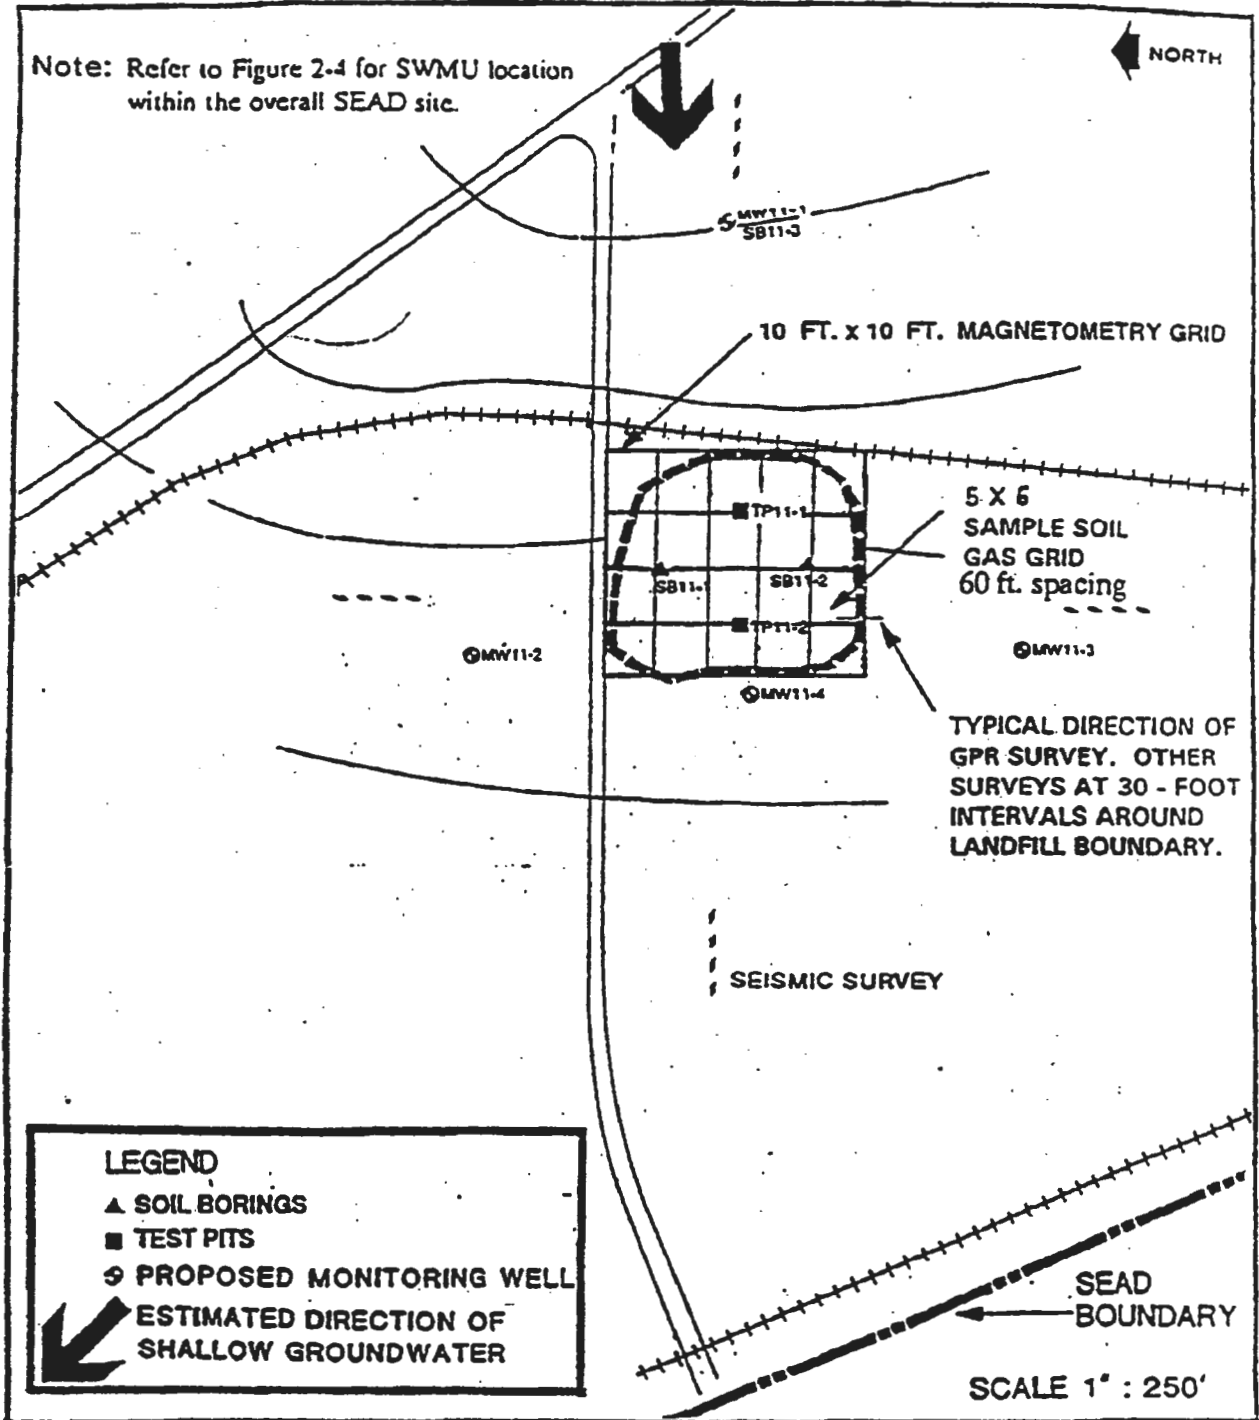 Note: Refer to Figure 2-4 for SWMU location
within the overall SEAD site.
NORTH
MW11-1
SB11-3
10 FT. x 10 FT. MAGNETOMETRY GRID
5 X 6
SAMPLE SOIL
GAS GRID
60 ft. spacing
TP11-1
SB11-1
SB11-2
TP11-2
MW11-2
MW11-3
MW11-4
TYPICAL DIRECTION OF
GPR SURVEY. OTHER
SURVEYS AT 30 - FOOT
INTERVALS AROUND
LANDFILL BOUNDARY.
SEISMIC SURVEY
LEGEND
SOIL BORINGS
TEST PITS
PROPOSED MONITORING WELL
ESTIMATED DIRECTION OF
SHALLOW GROUNDWATER
SEAD
BOUNDARY
SCALE 1" : 250'